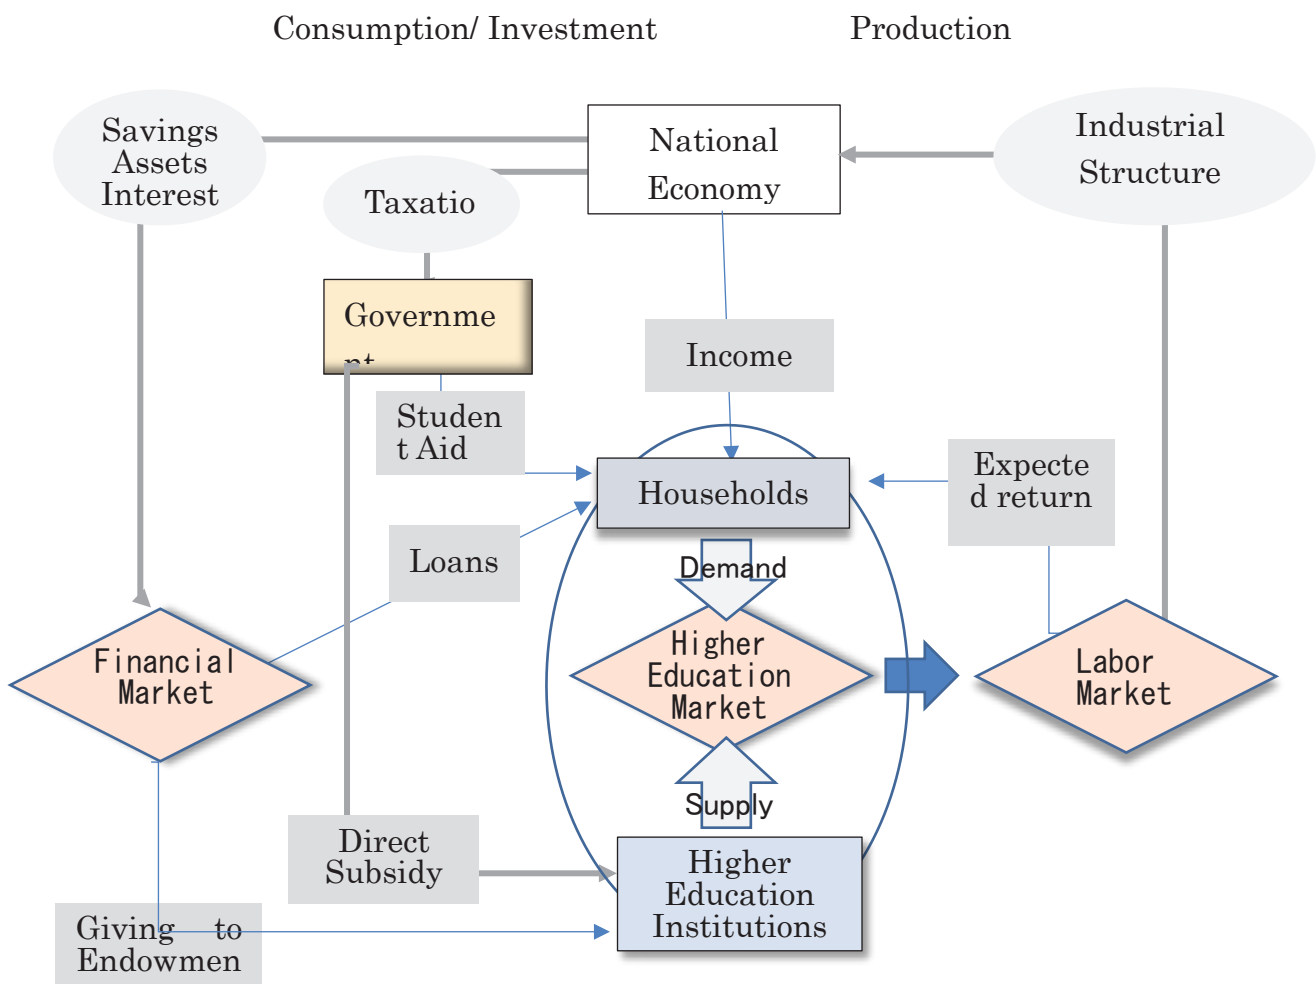 Consumption/ Investment
Production
Savings
Assets
Interest
National
Economy
Industrial
Structure
Taxatio
Governme
nt
Income
Studen
t Aid
Households
Expecte
d return
Loans
Demand
Financial
Market
Higher
Education
Market
Labor
Market
Supply
Direct
Subsidy
Higher
Education
Institutions
Giving to
Endowmen